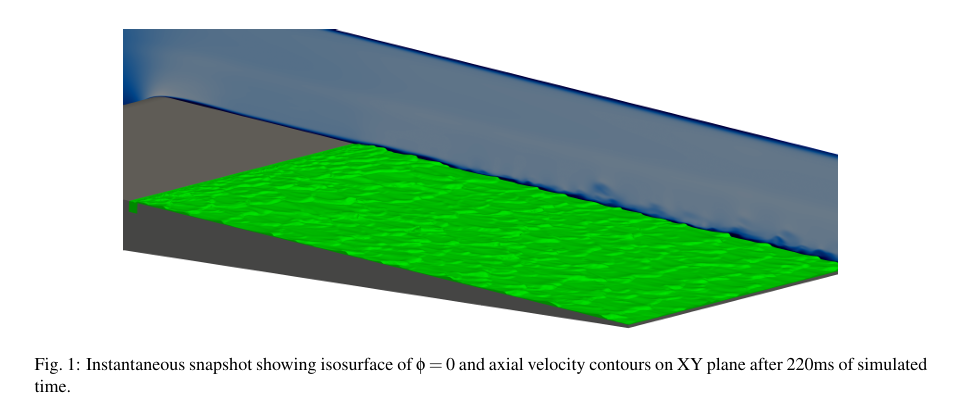 Fig. 1: Instantaneous snapshot showing isosurface of ϕ = 0 and axial velocity contours on XY plane after 220ms of simulated
time.